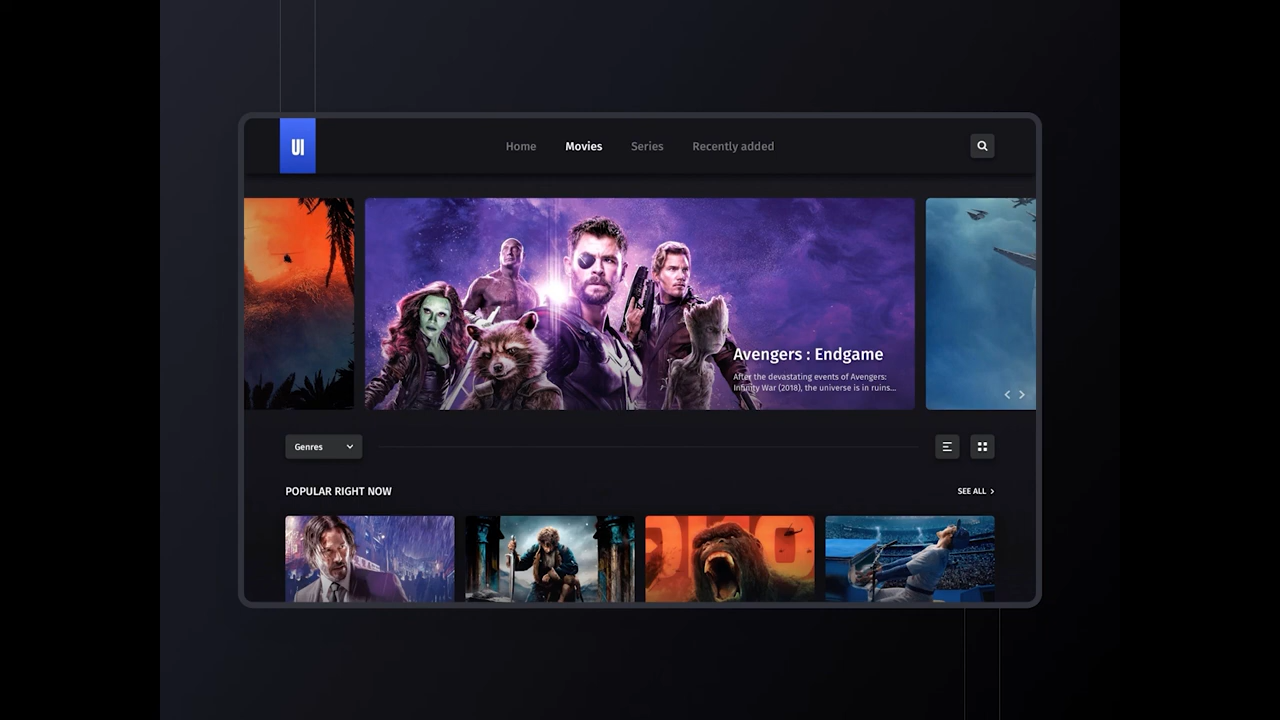 UI
Home
Movies
Series
Recently added
Avengers : Endgame
After the devastating events of Avengers:
Infinity War (2018), the universe is in ruins...
Genres
POPULAR RIGHT NOW
SEE ALL